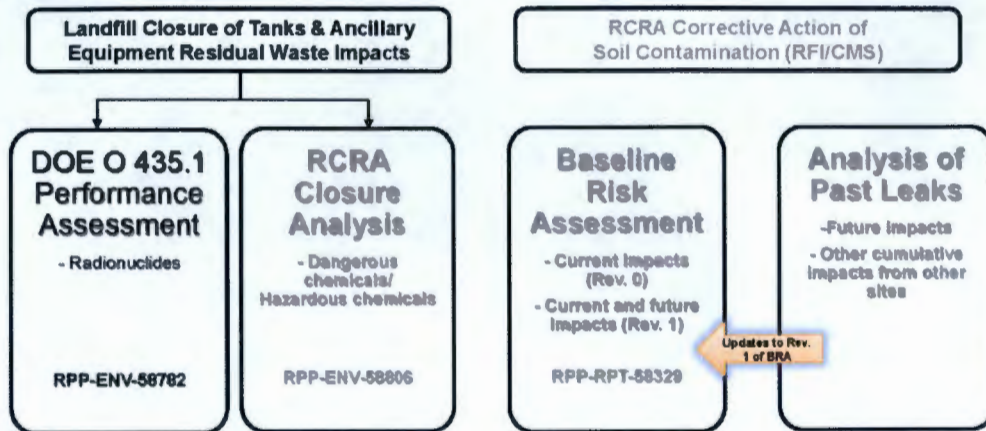 Landfill Closure of Tanks & Ancillary
Equipment Residual Waste Impacts
RCRA Corrective Action of
Soil Contamination (RFI/CMS)
DOE O 435.1
Performance
Assessment
- Radionuclides
RPP-ENV-58782
RCRA
Closure
Analysis
- Dangerous
chemicals/
Hazardous chemicals
RPP-ENV-58806
Baseline
Risk
Assessment
- Current Impacts
(Rev. 0)
- Current and future
Impacts (Rev. 1)
RPP-RPT-58329
Analysis of
Past Leaks
-Future Impacts
- Other cumulative
impacts from other
sites
Updates to Rev.
1 of BRA